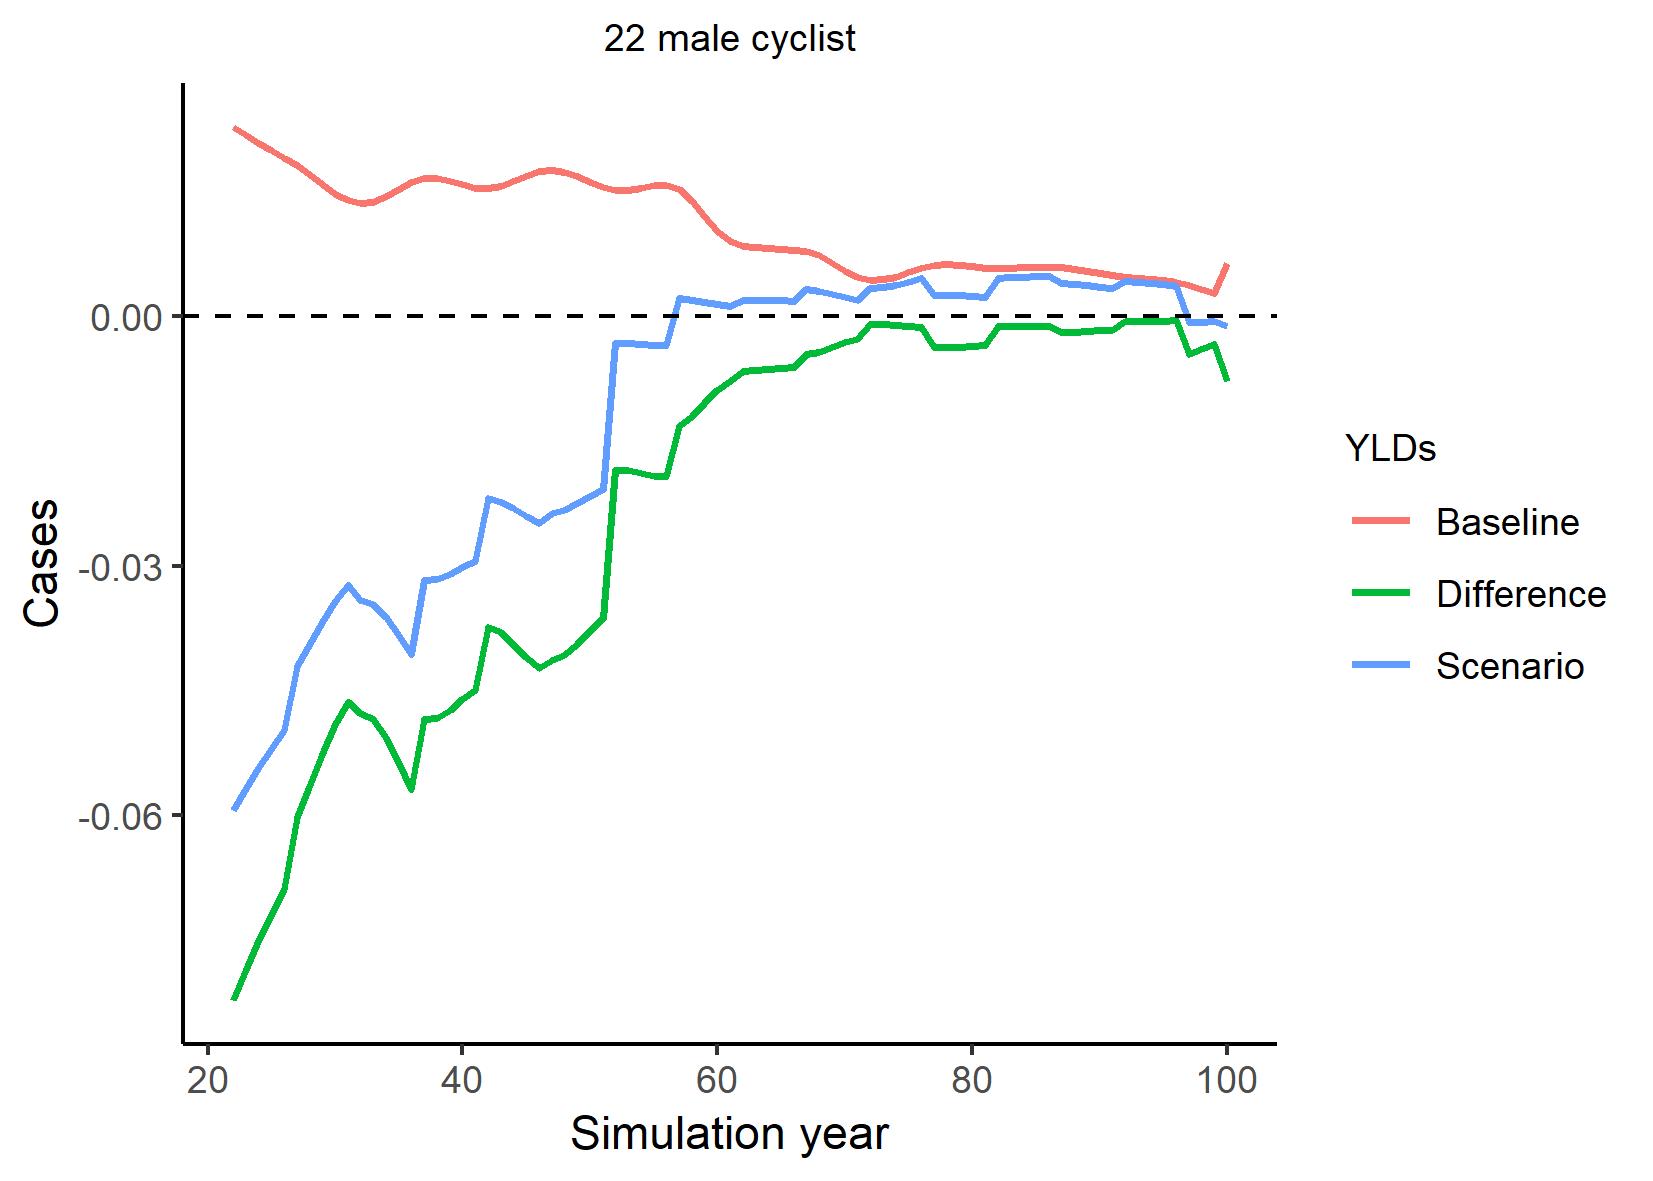 22 male cyclist
0.00
-0.03
-0.06
Cases
20 40 60 80 100
Simulation year
YLDs
Baseline
Difference
Scenario